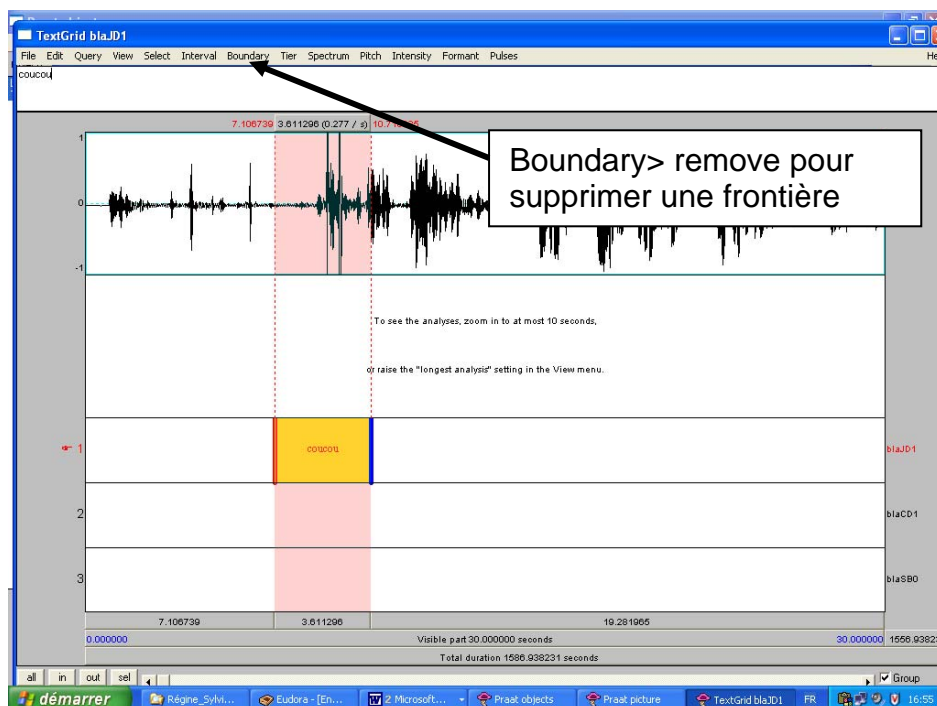 TextGrid blaJD1
File Edit Query View Select Interval Boundary Tier Spectrum Pitch Intensity Formant Pulses He
coucou
7.106739 3.611296 (0.277 / s)
Boundary> remove pour
supprimer une frontière
1
0
-1
To see the analyses, zoom in to at most 10 seconds,
or raise the "longest analysis" setting in the View menu.
1 coucou blaJD1
2 blaCD1
3 blaSB0
7.106739 3.611296 19.281965
0.000000 Visible part 30.000000 seconds 30.000000 1556.9382
Total duration 1586.938231 seconds
all in out sel Group
démarrer Régine_Sylvi... Eudora - [En... 2 Microsoft... Praat objects Praat picture TextGrid blaJD1 FR 16:55